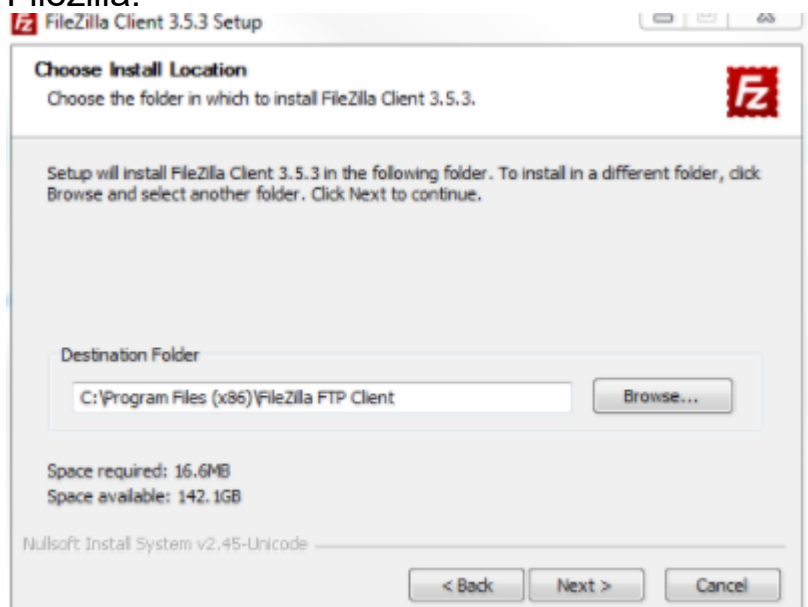 Filezilla.
FileZilla Client 3.5.3 Setup
Choose Install Location
Choose the folder in which to install FileZilla Client 3.5.3.
Fz
Setup will install FileZilla Client 3.5.3 in the following folder. To install in a different folder, click
Browse and select another folder. Click Next to continue.
Destination Folder
C:\Program Files (x86)\FileZilla FTP Client
Browse...
Space required: 16.6MB
Space available: 142.1GB
Nullsoft Install System v2.45-Unicode
< Back
Next >
Cancel